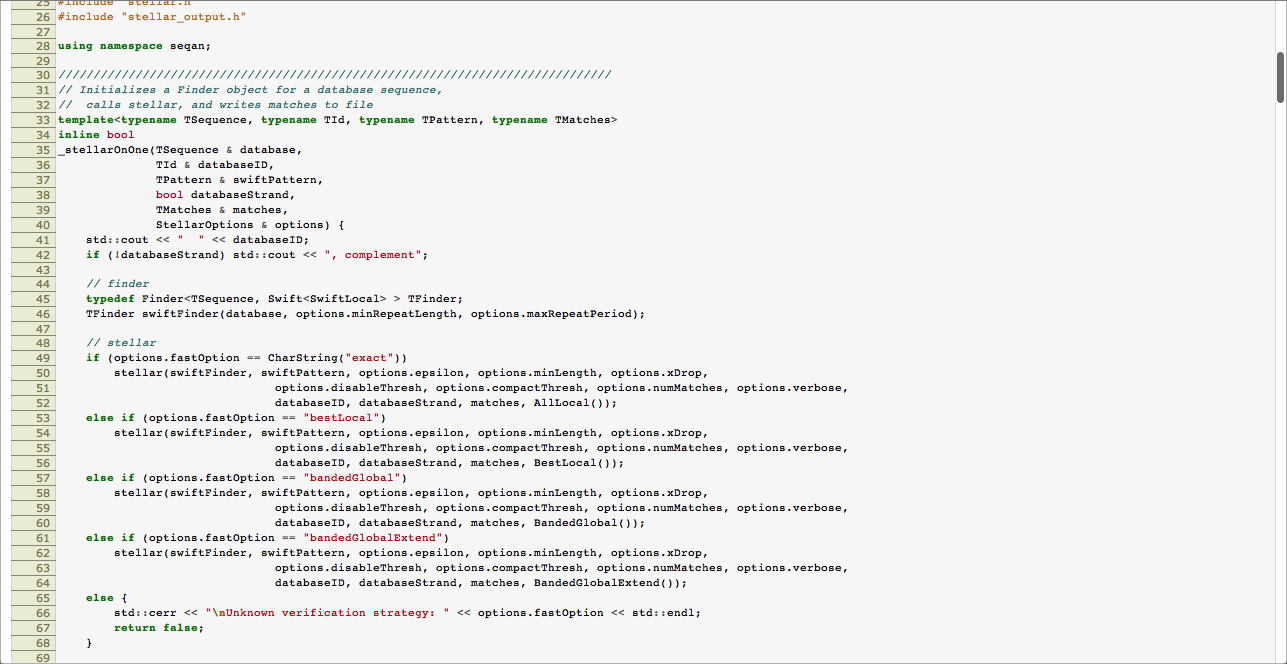 25 #include "stellar.h"
26 #include "stellar_output.h"
27
28 using namespace seqan;
29
30 ///////////////////////////////////////////////////////////////////////////////
31 // Initializes a Finder object for a database sequence,
32 //  calls stellar, and writes matches to file
33 template<typename TSequence, typename TId, typename TPattern, typename TMatches>
34 inline bool
35 _stellarOnOne(TSequence & database,
36               TId & databaseID,
37               TPattern & swiftPattern,
38               bool databaseStrand,
39               TMatches & matches,
40               StellarOptions & options) {
41     std::cout << "  " << databaseID;
42     if (!databaseStrand) std::cout << ", complement";
43
44     // finder
45     typedef Finder<TSequence, Swift<SwiftLocal> > TFinder;
46     TFinder swiftFinder(database, options.minRepeatLength, options.maxRepeatPeriod);
47
48     // stellar
49     if (options.fastOption == CharString("exact"))
50         stellar(swiftFinder, swiftPattern, options.epsilon, options.minLength, options.xDrop,
51                                options.disableThresh, options.compactThresh, options.numMatches, options.verbose,
52                                databaseID, databaseStrand, matches, AllLocal());
53     else if (options.fastOption == "bestLocal")
54         stellar(swiftFinder, swiftPattern, options.epsilon, options.minLength, options.xDrop,
55                                options.disableThresh, options.compactThresh, options.numMatches, options.verbose,
56                                databaseID, databaseStrand, matches, BestLocal());
57     else if (options.fastOption == "bandedGlobal")
58         stellar(swiftFinder, swiftPattern, options.epsilon, options.minLength, options.xDrop,
59                                options.disableThresh, options.compactThresh, options.numMatches, options.verbose,
60                                databaseID, databaseStrand, matches, BandedGlobal());
61     else if (options.fastOption == "bandedGlobalExtend")
62         stellar(swiftFinder, swiftPattern, options.epsilon, options.minLength, options.xDrop,
63                                options.disableThresh, options.compactThresh, options.numMatches, options.verbose,
64                                databaseID, databaseStrand, matches, BandedGlobalExtend());
65     else {
66         std::cerr << "\nUnknown verification strategy: " << options.fastOption << std::endl;
67         return false;
68     }
69